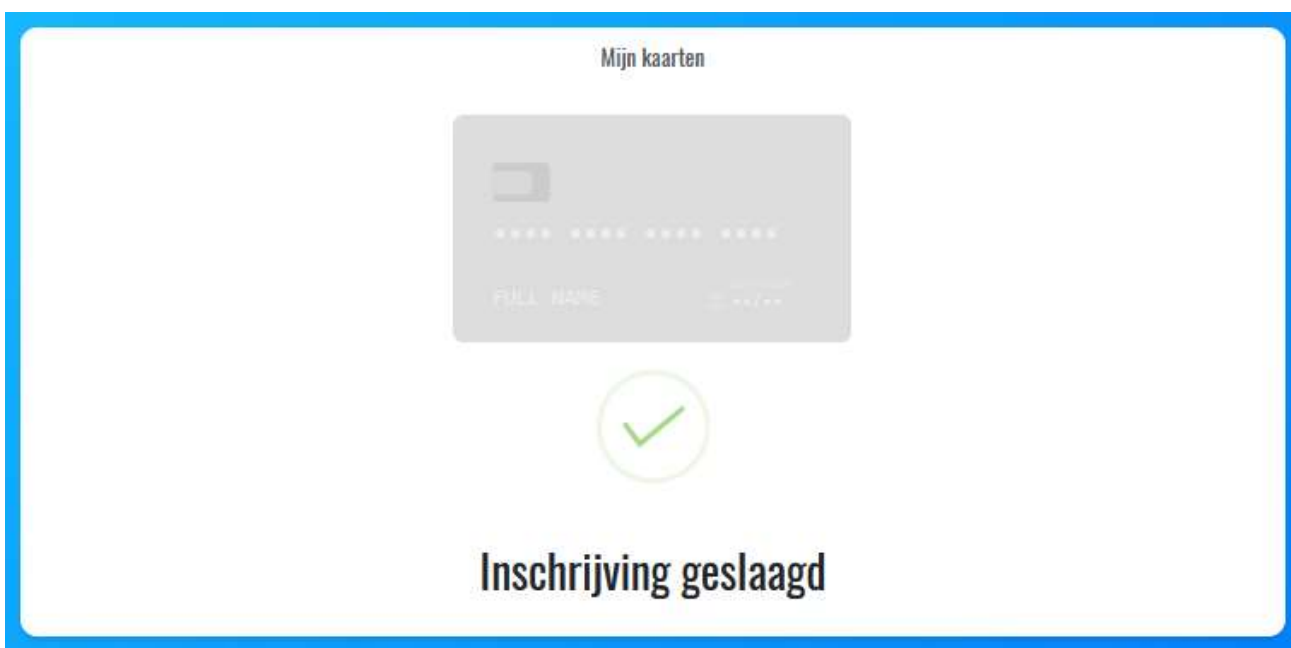 Mijn kaarten
•••• •••• •••• ••••
FULL NAME
••/••
Inschrijving geslaagd